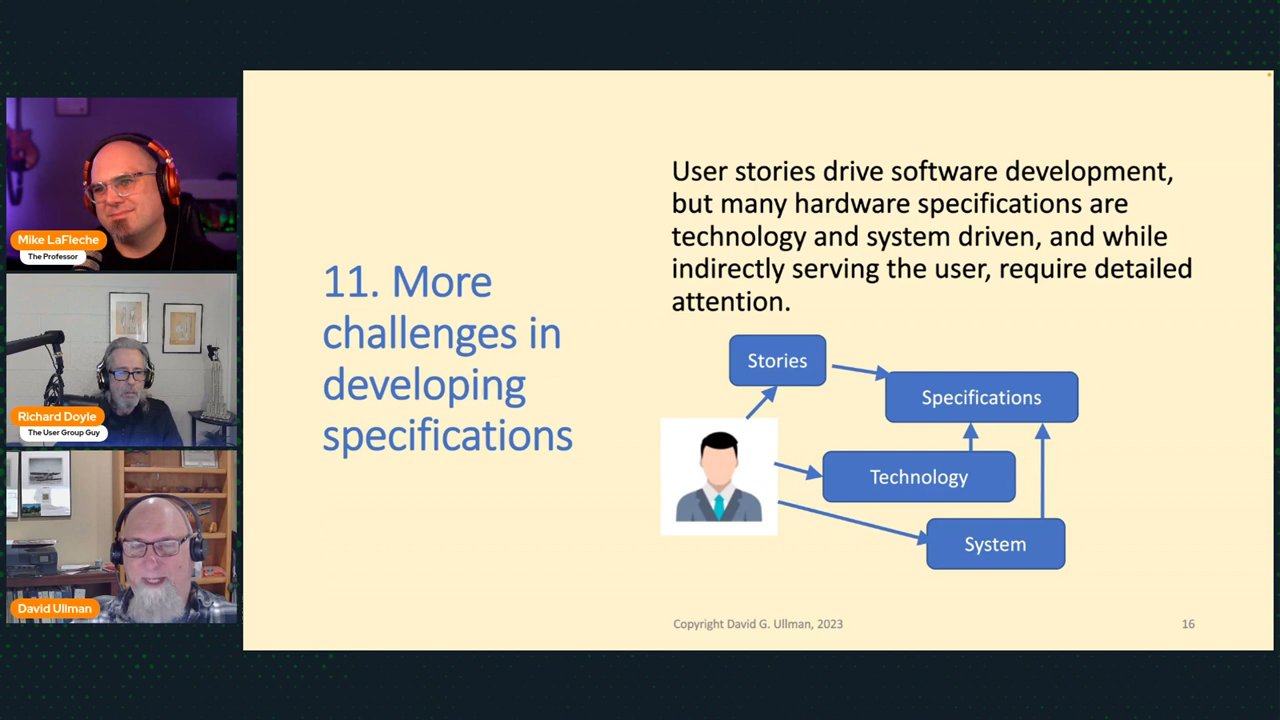 Mike LaFleche
The Professor
Richard Doyle
The User Group Guy
David Ullman
11. More
challenges in
developing
specifications
User stories drive software development,
but many hardware specifications are
technology and system driven, and while
indirectly serving the user, require detailed
attention.
Stories
Specifications
Technology
System
Copyright David G. Ullman, 2023
16